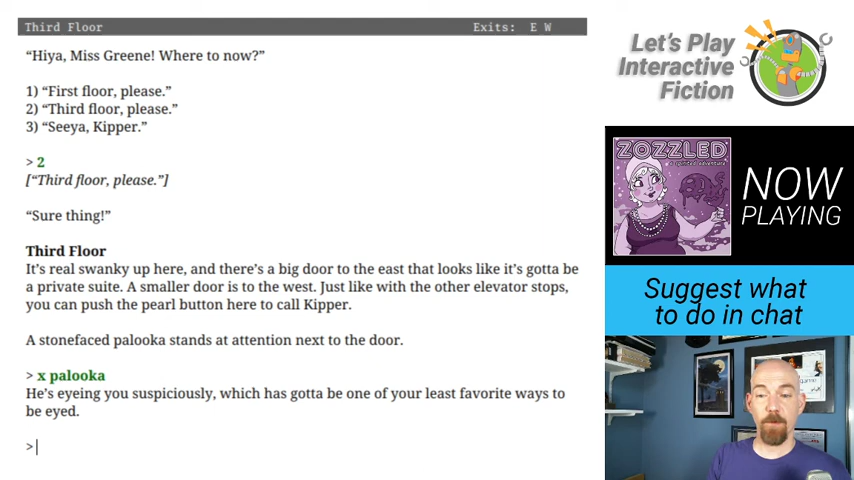 Third Floor Exits: E W
“Hiya, Miss Greene! Where to now?”
1) “First floor, please.”
2) “Third floor, please.”
3) “Seeya, Kipper.”
> 2
[“Third floor, please.”]
“Sure thing!”
Third Floor
It’s real swanky up here, and there’s a big door to the east that looks like it’s gotta be
a private suite. A smaller door is to the west. Just like with the other elevator stops,
you can push the pearl button here to call Kipper.
A stonefaced palooka stands at attention next to the door.
> x palooka
He’s eyeing you suspiciously, which has gotta be one of your least favorite ways to
be eyed.
>
Let’s Play
Interactive
Fiction
ZOZZLED
a spirited adventure
NOW
PLAYING
Suggest what
to do in chat